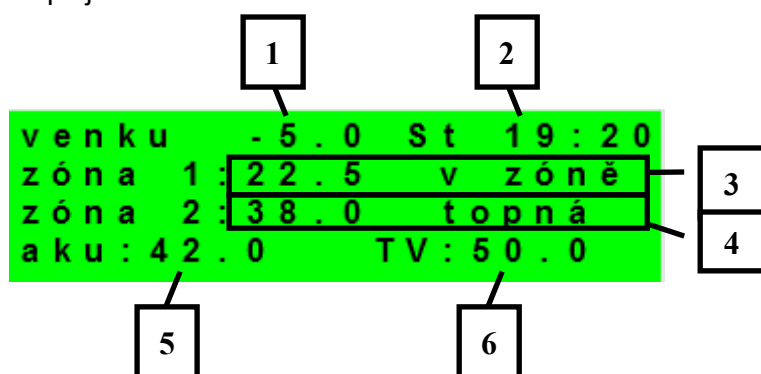 1 2
venku -5.0 St 19:20
zóna 1:22.5 v zóně
zóna 2:38.0 topná
aku:42.0 TV:50.0
3
4
5 6